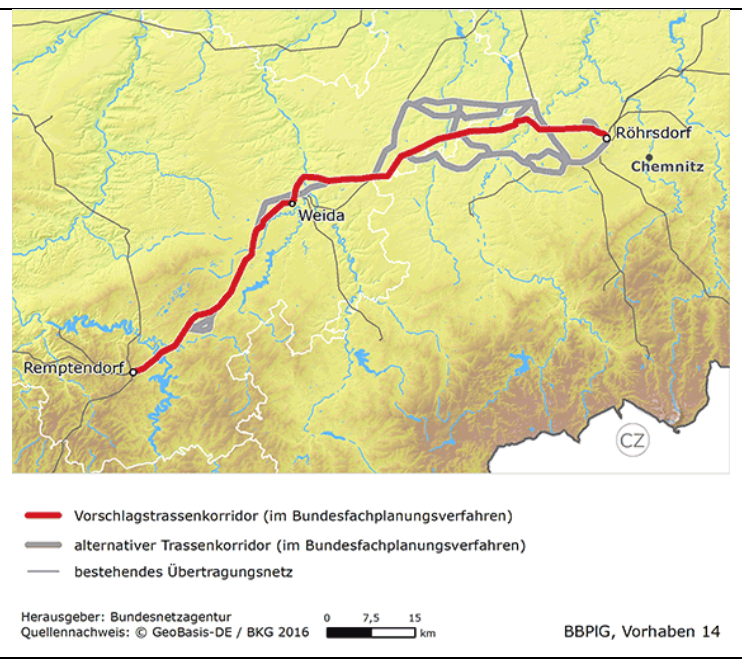 Röhrsdorf
Chemnitz
Weida
Remptendorf
CZ
Vorschlagstrassenkorridor (im Bundesfachplanungsverfahren)
alternativer Trassenkorridor (im Bundesfachplanungsverfahren)
bestehendes Übertragungsnetz
Herausgeber: Bundesnetzagentur
Quellennachweis: © GeoBasis-DE / BKG 2016
0 7,5 15
km
BBPlG, Vorhaben 14